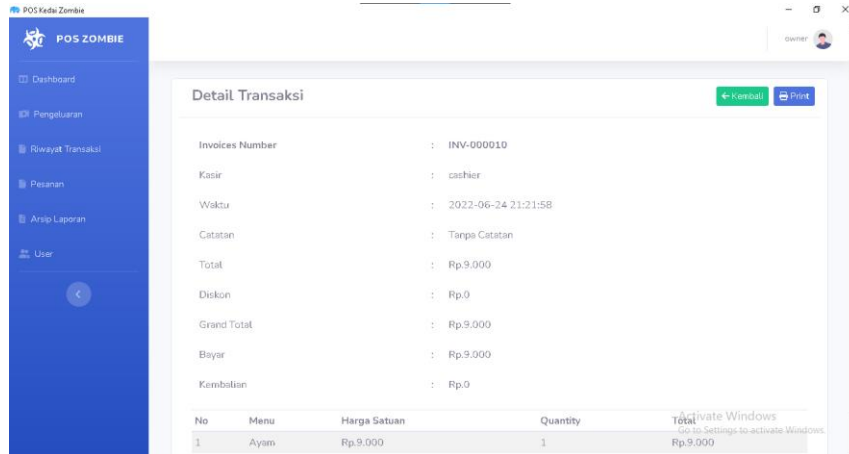 POS Kedai Zombie
POS ZOMBIE
owner
Dashboard
Pengeluaran
Riwayat Transaksi
Pesanan
Arsip Laporan
User
Detail Transaksi
Kembali
Print
Invoices Number : INV-000010
Kasir : cashier
Waktu : 2022-06-24 21:21:58
Catatan : Tanpa Catatan
Total : Rp.9.000
Diskon : Rp.0
Grand Total : Rp.9.000
Bayar : Rp.9.000
Kembalian : Rp.0
No Menu Harga Satuan Quantity Total
1 Ayam Rp.9.000 1 Rp.9.000
Activate Windows
Go to Settings to activate Windows.